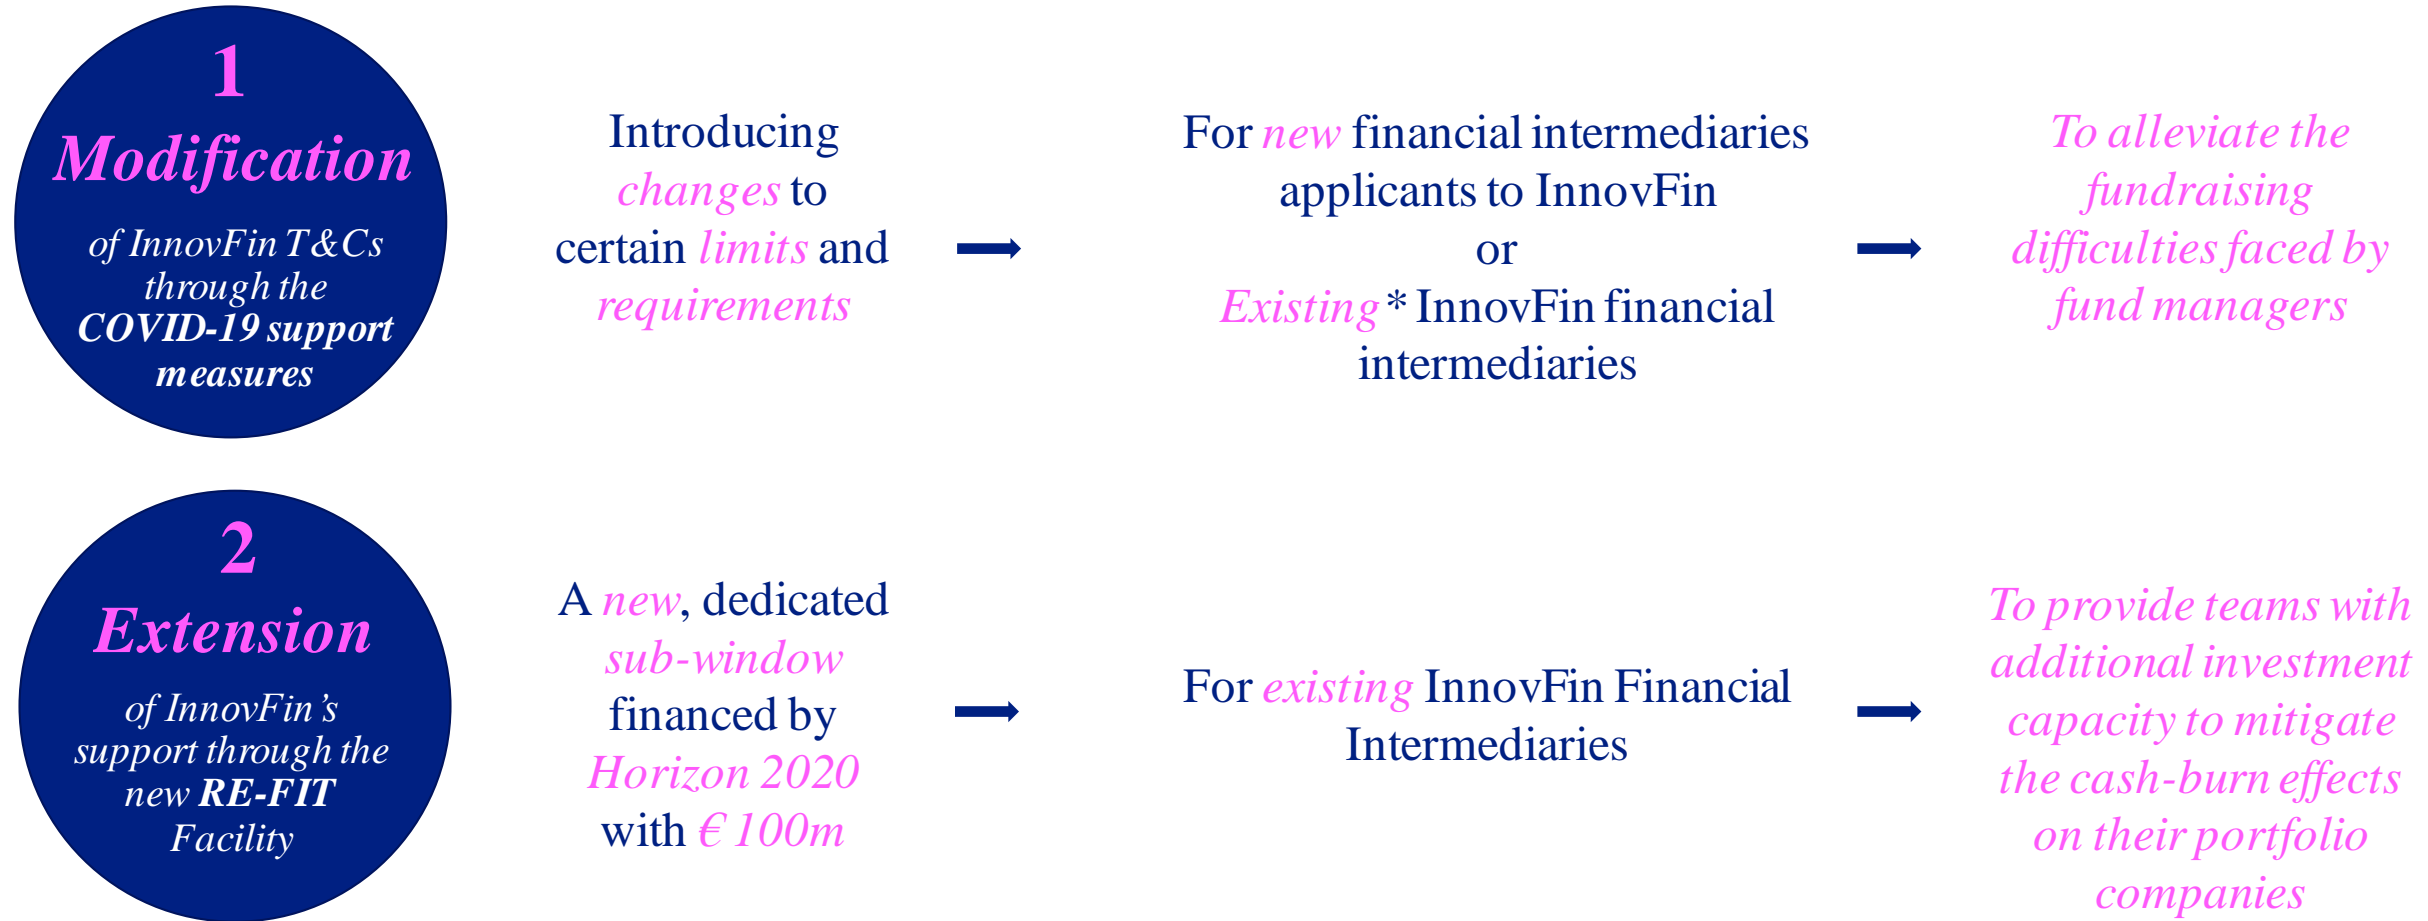 1
Modification
of InnovFin T&Cs
through the
COVID-19 support
measures
Introducing
changes to
certain limits and
requirements
For new financial intermediaries
applicants to InnovFin
or
Existing* InnovFin financial
intermediaries
To alleviate the
fundraising
difficulties faced by
fund managers
2
Extension
of InnovFin's
support through the
new RE-FIT
Facility
A new, dedicated
sub-window
financed by
Horizon 2020
with € 100m
For existing InnovFin Financial
Intermediaries
To provide teams with
additional investment
capacity to mitigate
the cash-burn effects
on their portfolio
companies